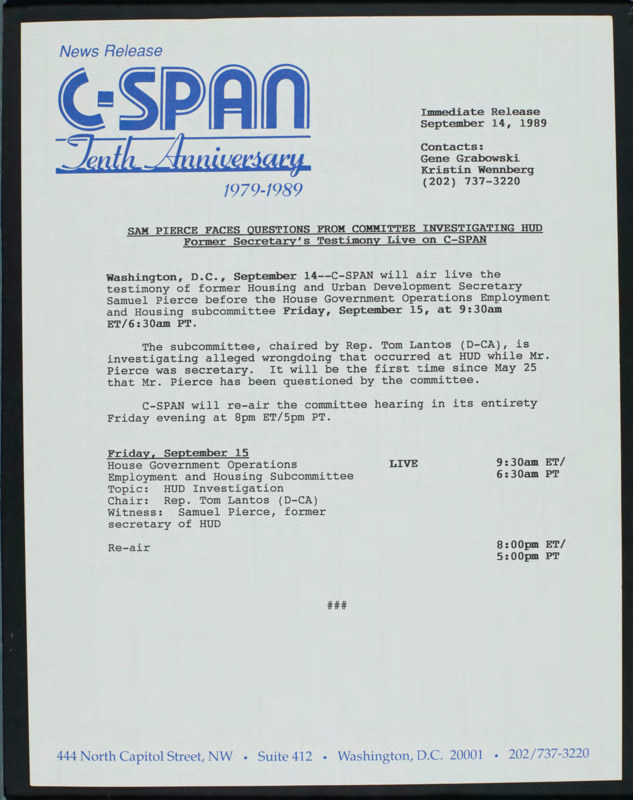 News Release
C-SPAN
Tenth Anniversary
1979-1989
Immediate Release
September 14, 1989
Contacts:
Gene Grabowski
Kristin Wennberg
(202) 737-3220
SAM PIERCE FACES QUESTIONS FROM COMMITTEE INVESTIGATING HUD
Former Secretary's Testimony Live on C-SPAN
Washington, D.C., September 14--C-SPAN will air live the
testimony of former Housing and Urban Development Secretary
Samuel Pierce before the House Government Operations Employment
and Housing subcommittee Friday, September 15, at 9:30am
ET/6:30am PT.
The subcommittee, chaired by Rep. Tom Lantos (D-CA), is
investigating alleged wrongdoing that occurred at HUD while Mr.
Pierce was secretary. It will be the first time since May 25
that Mr. Pierce has been questioned by the committee.
C-SPAN will re-air the committee hearing in its entirety
Friday evening at 8pm ET/5pm PT.
Friday, September 15
House Government Operations LIVE 9:30am ET/
Employment and Housing Subcommittee 6:30am PT
Topic: HUD Investigation
Chair: Rep. Tom Lantos (D-CA)
Witness: Samuel Pierce, former
secretary of HUD
Re-air 8:00pm ET/
5:00pm PT
###
444 North Capitol Street, NW • Suite 412 • Washington, D.C. 20001 • 202/737-3220